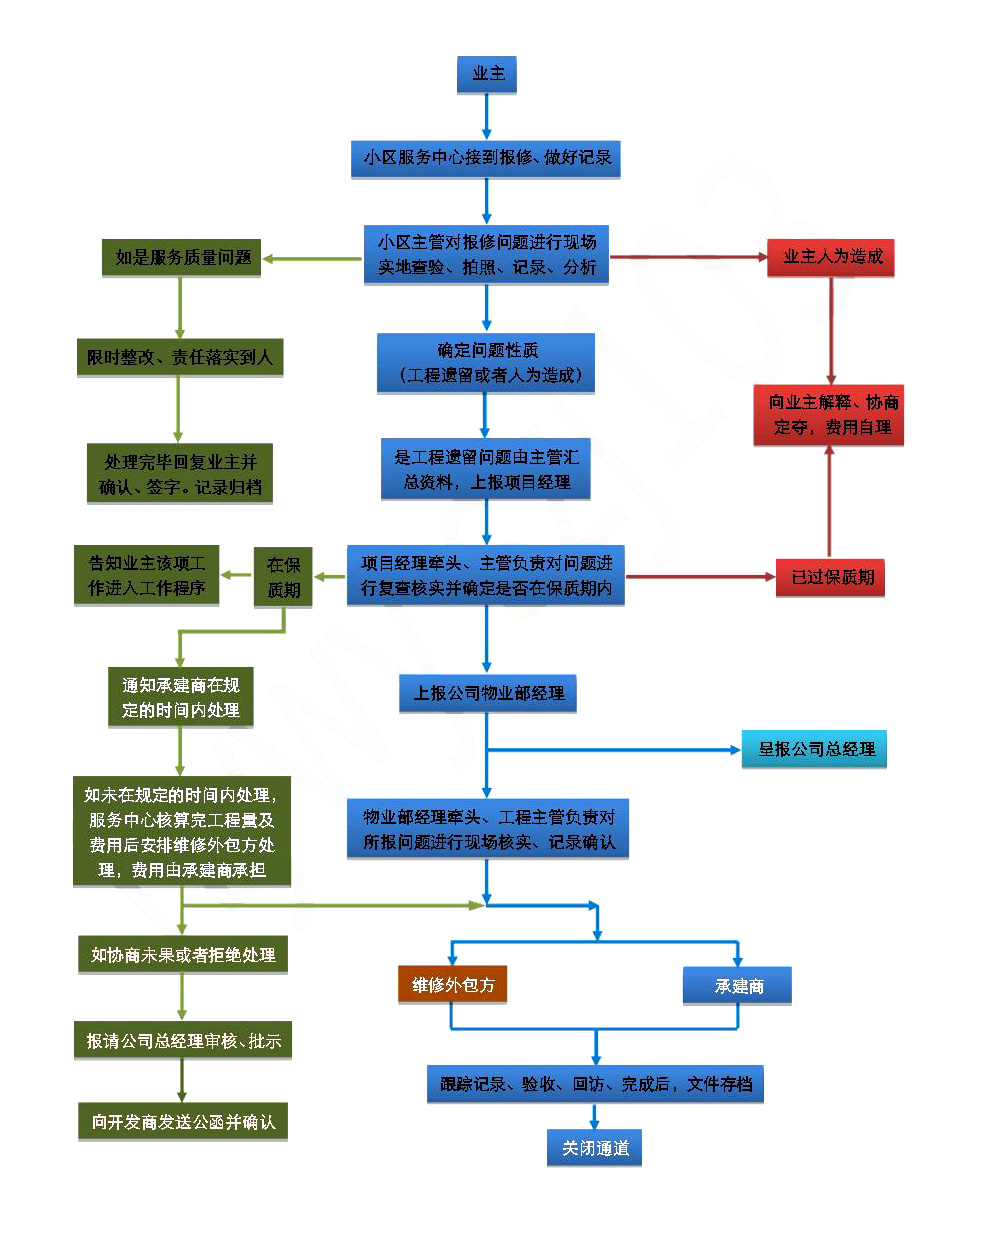 业主
小区服务中心接到报修、做好记录
如是服务质量问题
小区主管对报修问题进行现场
实地查验、拍照、记录、分析
业主人为造成
限时整改、责任落实到人
确定问题性质
（工程遗留或者人为造成）
向业主解释、协商
定夺，费用自理
处理完毕回复业主并
确认、签字。记录归档
是工程遗留问题由主管汇
总资料，上报项目经理
告知业主该项工
作进入工作程序
在保
质期
项目经理牵头、主管负责对问题进
行复查核实并确定是否在保质期内
已过保质期
通知承建商在规
定的时间内处理
上报公司物业部经理
呈报公司总经理
如未在规定的时间内处理，
服务中心核算完工程量及
费用后安排维修外包方处
理，费用由承建商承担
物业部经理牵头、工程主管负责对
所报问题进行现场核实、记录确认
如协商未果或者拒绝处理
维修外包方
承建商
报请公司总经理审核、批示
跟踪记录、验收、回访、完成后，文件存档
向开发商发送公函并确认
关闭通道